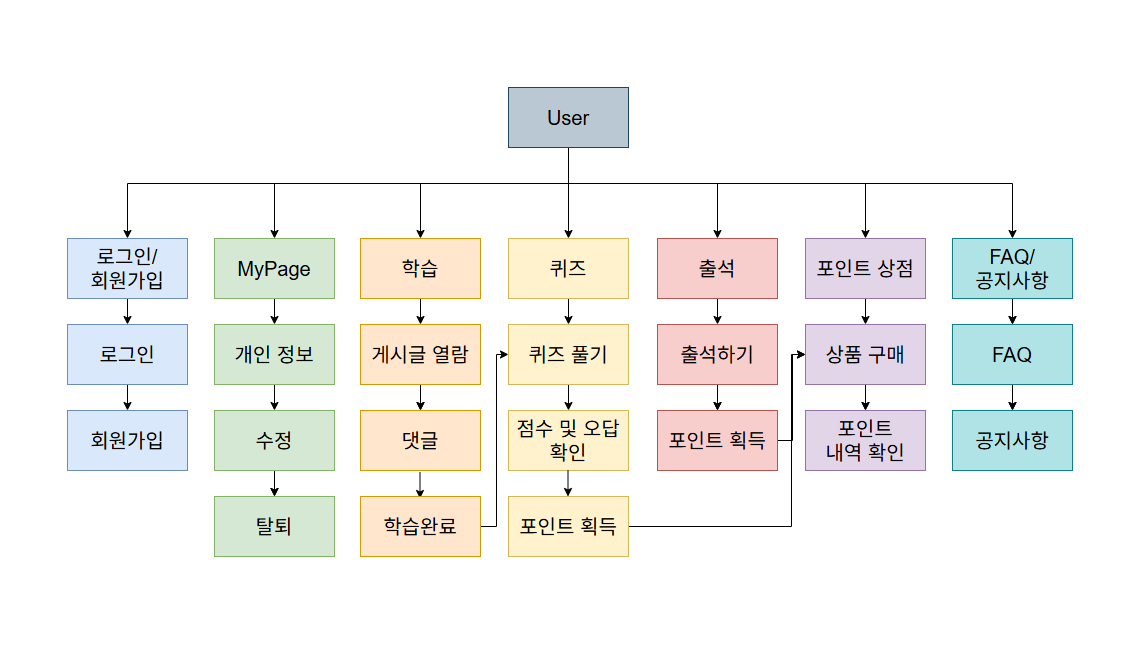 User
로그인/
회원가입
MyPage
학습
퀴즈
출석
포인트 상점
FAQ/
공지사항
로그인
개인 정보
게시글 열람
퀴즈 풀기
출석하기
상품 구매
FAQ
회원가입
수정
댓글
점수 및 오답
확인
포인트 획득
포인트
내역 확인
공지사항
탈퇴
학습완료
포인트 획득